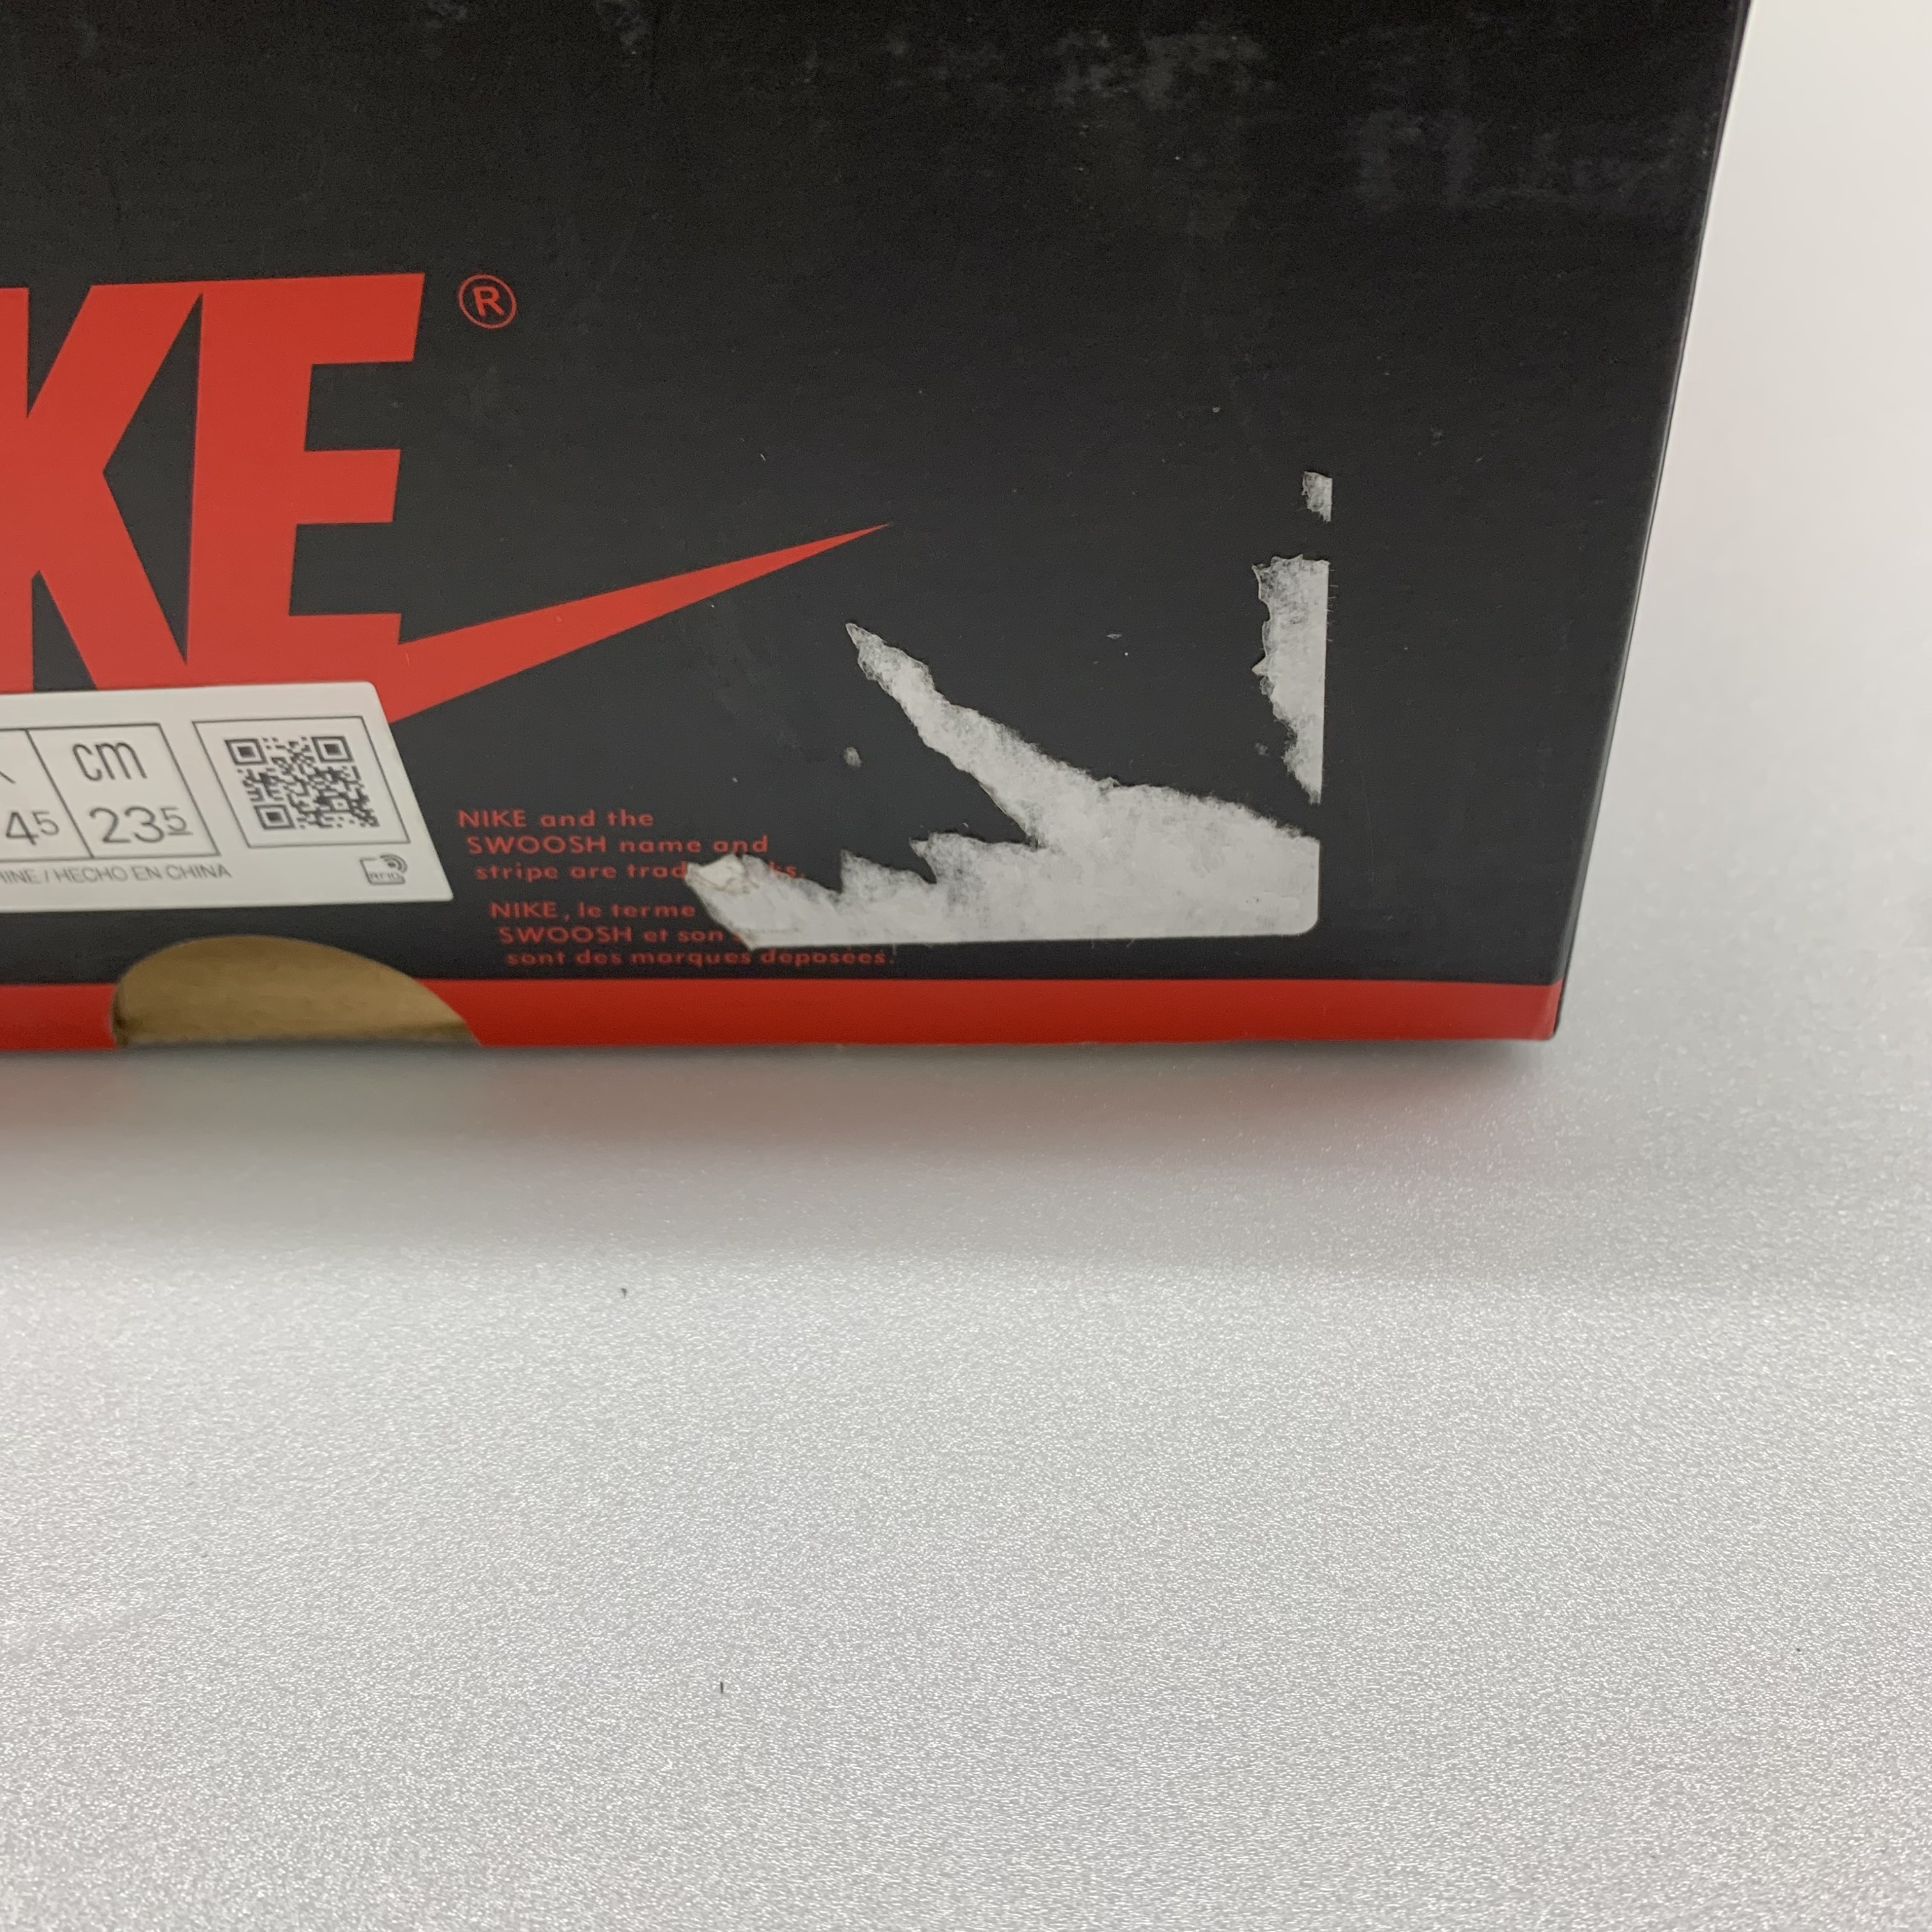 KE®
cm
45 235
HINE / HECHO EN CHINA
NIKE and the
SWOOSH name and
stripe are trad ks.
NIKE, le terme
SWOOSH et son
sont des marques deposees.